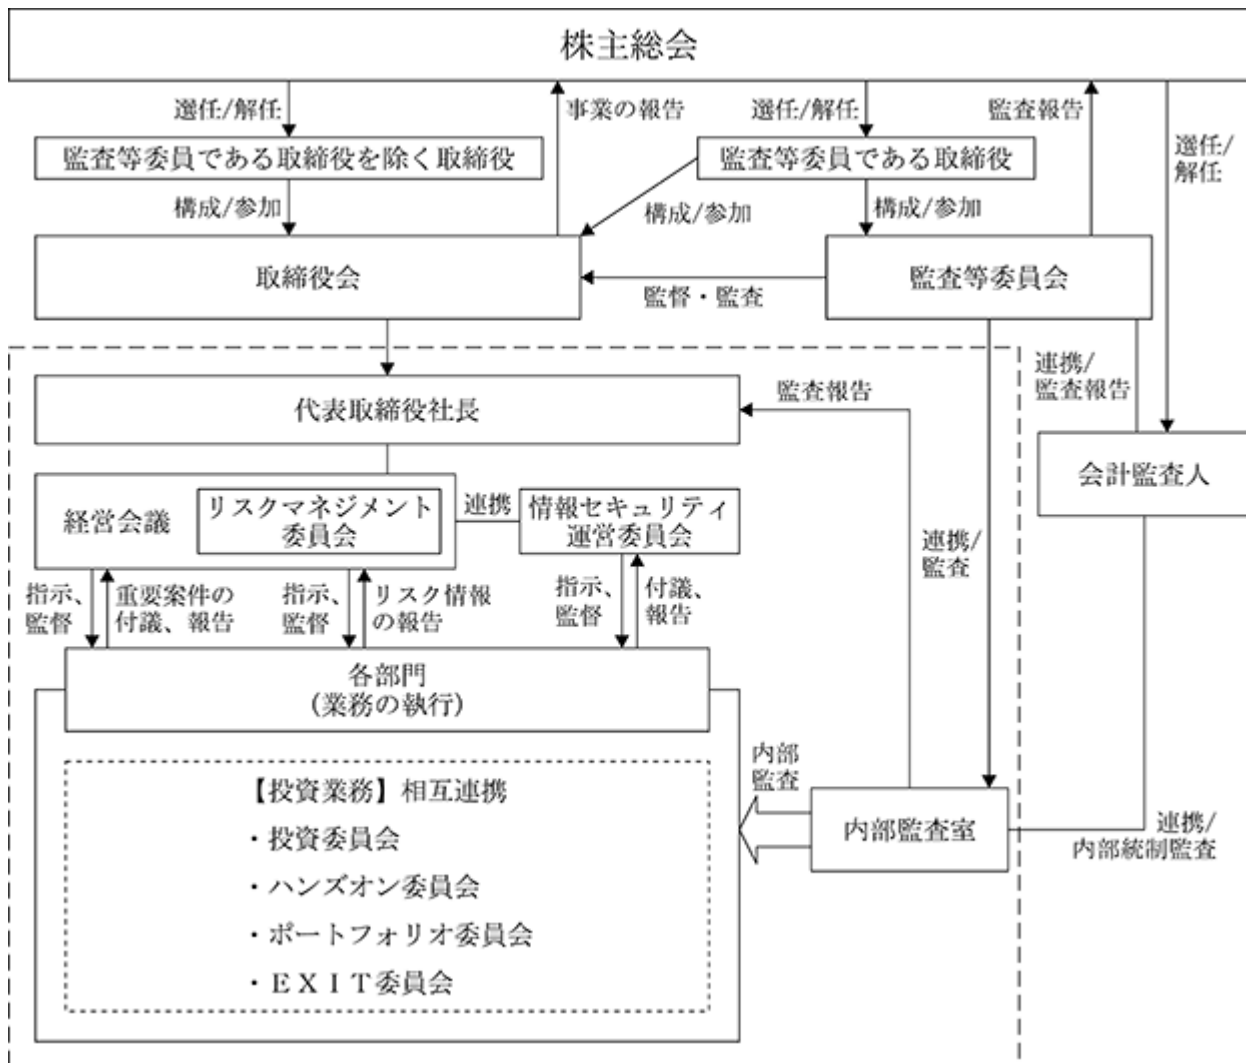 株主総会
選任/解任
事業の報告
選任/解任
監査報告
選任/
解任
監査等委員である取締役を除く取締役
監査等委員である取締役
構成/参加
構成/参加
構成/参加
取締役会
監査等委員会
監督・監査
代表取締役社長
監査報告
連携/
監査報告
会計監査人
経営会議
リスクマネジメント
委員会
連携
情報セキュリティ
運営委員会
連携/
監査
指示、
監督
重要案件の
付議、報告
指示、
監督
リスク情報
の報告
指示、
監督
付議、
報告
各部門
(業務の執行)
内部
監査
内部監査室
連携/
内部統制監査
【投資業務】相互連携
・投資委員会
・ハンズオン委員会
・ポートフォリオ委員会
・ＥＸＩＴ委員会